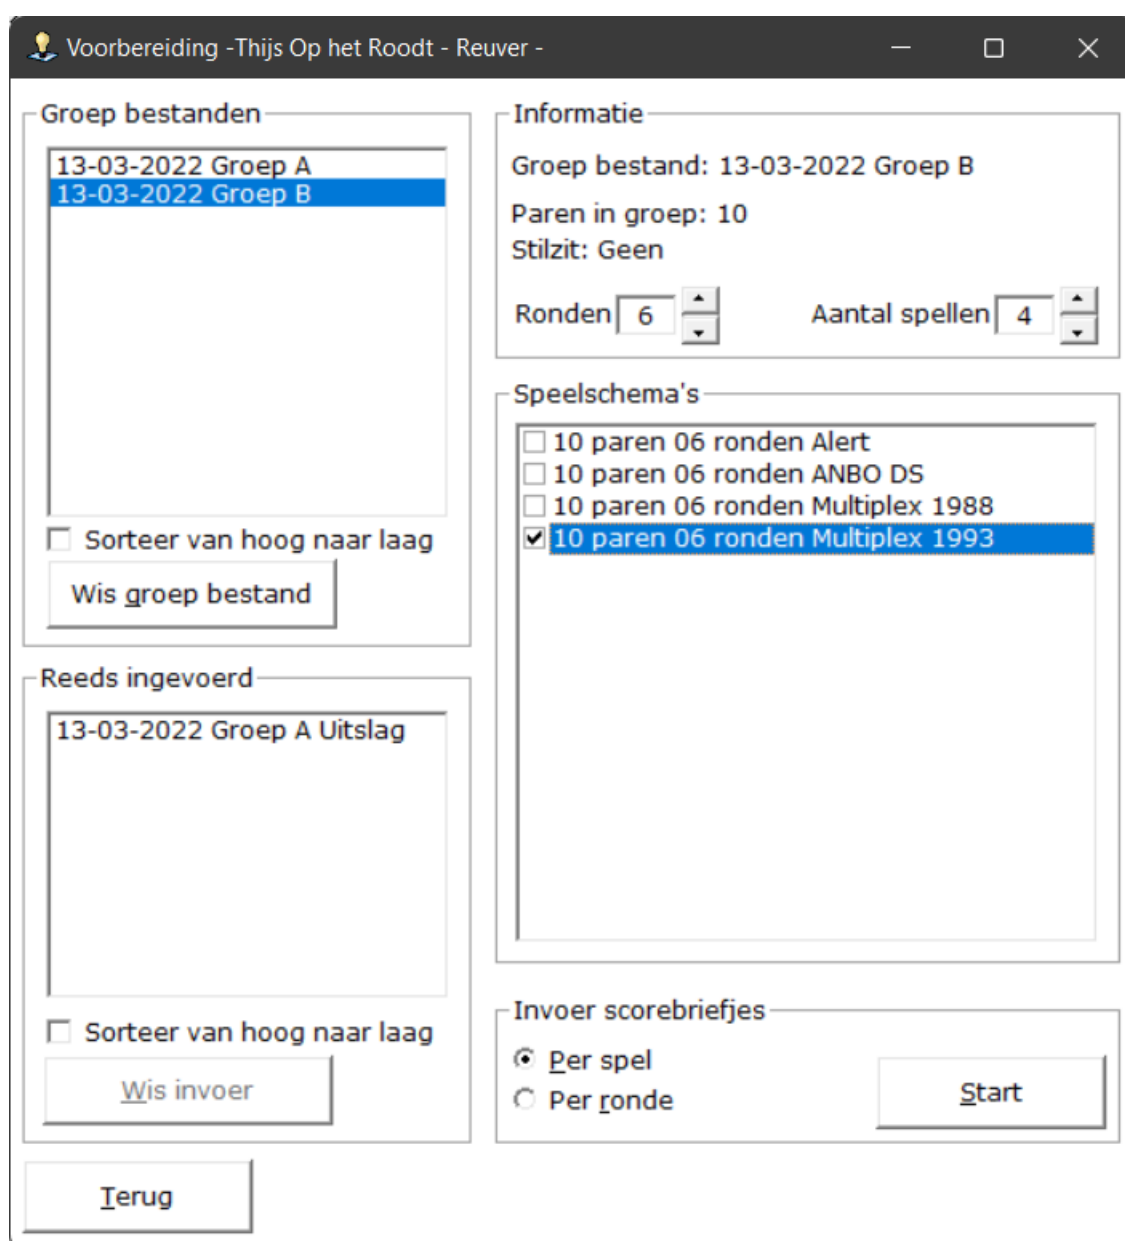 Voorbereiding -Thijs Op het Roodt - Reuver -
Groep bestanden
13-03-2022 Groep A
13-03-2022 Groep B
Sorteer van hoog naar laag
Wis groep bestand
Reeds ingevoerd
13-03-2022 Groep A Uitslag
Sorteer van hoog naar laag
Wis invoer
Terug
Informatie
Groep bestand: 13-03-2022 Groep B
Paren in groep: 10
Stilzit: Geen
Ronden 6 Aantal spellen 4
Speelschema's
10 paren 06 ronden Alert
10 paren 06 ronden ANBO DS
10 paren 06 ronden Multiplex 1988
10 paren 06 ronden Multiplex 1993
Invoer scorebriefjes
Per spel
Per ronde
Start